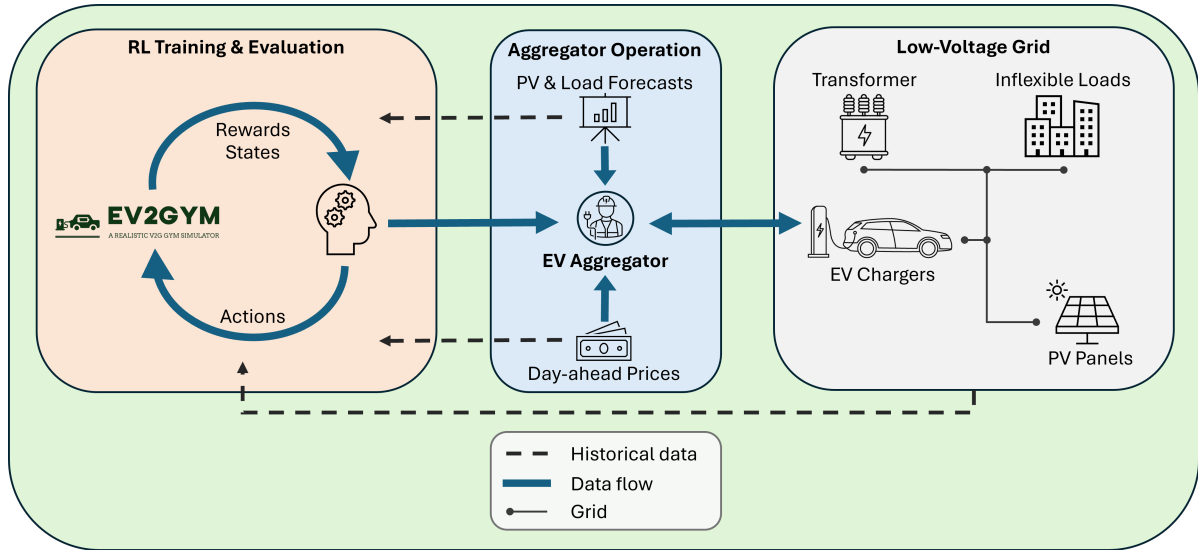 RL Training & Evaluation
Rewards
States
EV2GYM
A REALISTIC V2G GYM SIMULATOR
Actions
Aggregator Operation
PV & Load Forecasts
EV Aggregator
Day-ahead Prices
Low-Voltage Grid
Transformer
Inflexible Loads
EV Chargers
PV Panels
Historical data
Data flow
Grid